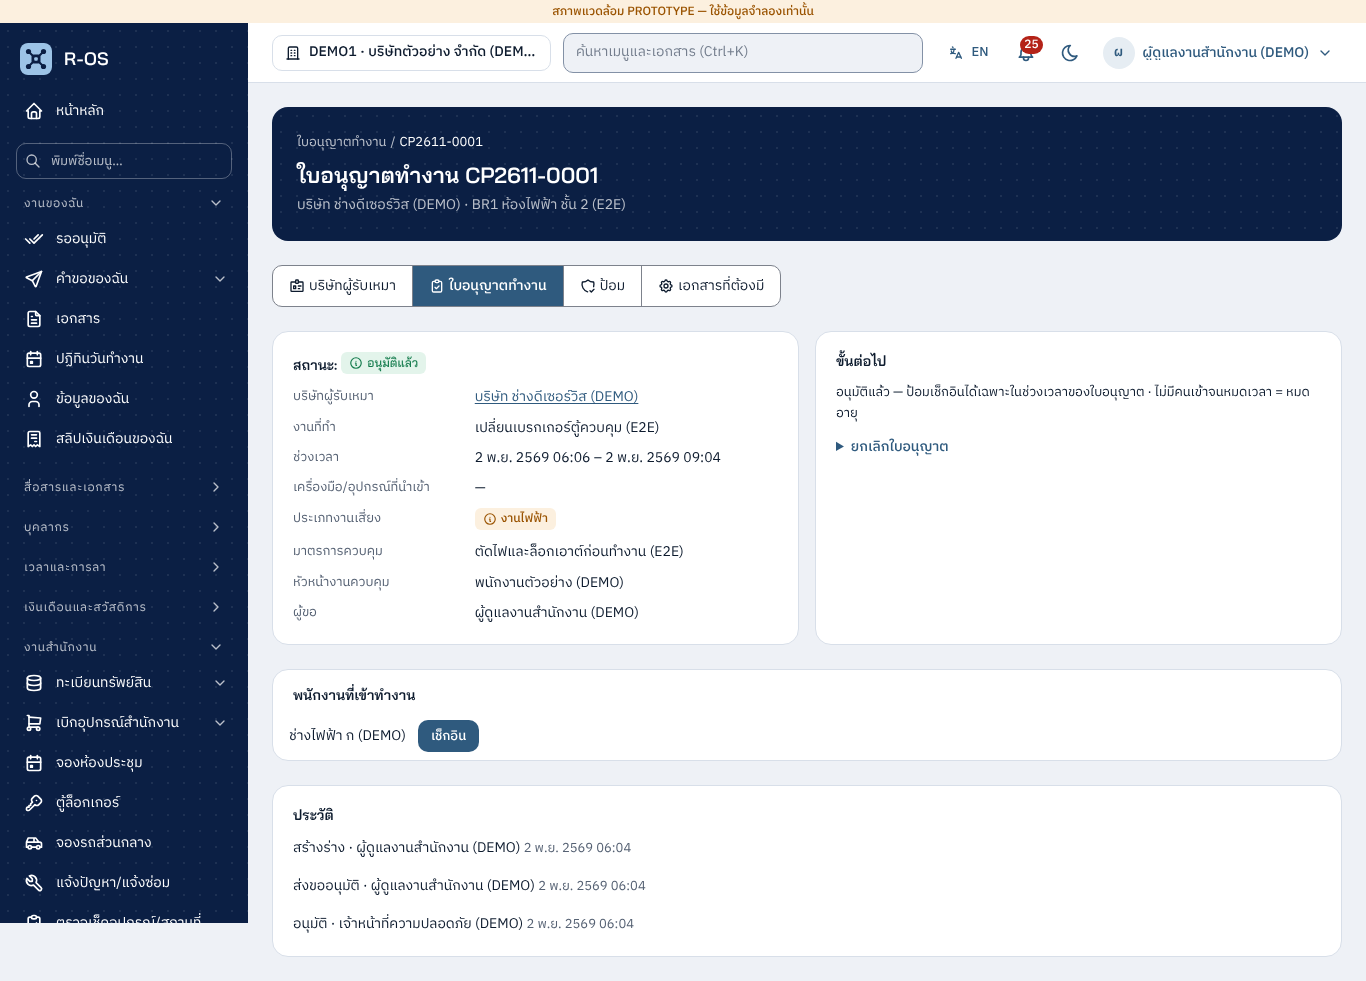 สภาพแวดล้อม PROTOTYPE — ใช้ข้อมูลจำลองเท่านั้น
R-OS
DEMO1 · บริษัทตัวอย่าง จำกัด (DEM...
ค้นหาเมนูและเอกสาร (Ctrl+K)
EN
25
ผ
ผู้ดูแลงานสำนักงาน (DEMO)
หน้าหลัก
พิมพ์ชื่อเมนู...
งานของฉัน
รออนุมัติ
คำขอของฉัน
เอกสาร
ปฏิทินวันทำงาน
ข้อมูลของฉัน
สลิปเงินเดือนของฉัน
สื่อสารและเอกสาร
บุคลากร
เวลาและการลา
เงินเดือนและสวัสดิการ
งานสำนักงาน
ทะเบียนทรัพย์สิน
เบิกอุปกรณ์สำนักงาน
จองห้องประชุม
ตู้ล็อกเกอร์
จองรถส่วนกลาง
แจ้งปัญหา/แจ้งซ่อม
ตรวจเช็คอุปกรณ์/สถานที่
ใบอนุญาตทำงาน / CP2611-0001
ใบอนุญาตทำงาน CP2611-0001
บริษัท ช่างดีเซอร์วิส (DEMO) · BR1 ห้องไฟฟ้า ชั้น 2 (E2E)
บริษัทผู้รับเหมา
ใบอนุญาตทำงาน
ป้อม
เอกสารที่ต้องมี
สถานะ: อนุมัติแล้ว
บริษัทผู้รับเหมา บริษัท ช่างดีเซอร์วิส (DEMO)
งานที่ทำ เปลี่ยนเบรกเกอร์ตู้ควบคุม (E2E)
ช่วงเวลา 2 พ.ย. 2569 06:06 – 2 พ.ย. 2569 09:04
เครื่องมือ/อุปกรณ์ที่นำเข้า —
ประเภทงานเสี่ยง งานไฟฟ้า
มาตรการควบคุม ตัดไฟและล็อกเอาต์ก่อนทำงาน (E2E)
หัวหน้างานควบคุม พนักงานตัวอย่าง (DEMO)
ผู้ขอ ผู้ดูแลงานสำนักงาน (DEMO)
ขั้นต่อไป
อนุมัติแล้ว — ป้อมเช็กอินได้เฉพาะในช่วงเวลาของใบอนุญาต · ไม่มีคนเข้าจนหมดเวลา = หมด
อายุ
ยกเลิกใบอนุญาต
พนักงานที่เข้าทำงาน
ช่างไฟฟ้า ก (DEMO) เช็กอิน
ประวัติ
สร้างร่าง · ผู้ดูแลงานสำนักงาน (DEMO) 2 พ.ย. 2569 06:04
ส่งขออนุมัติ · ผู้ดูแลงานสำนักงาน (DEMO) 2 พ.ย. 2569 06:04
อนุมัติ · เจ้าหน้าที่ความปลอดภัย (DEMO) 2 พ.ย. 2569 06:04